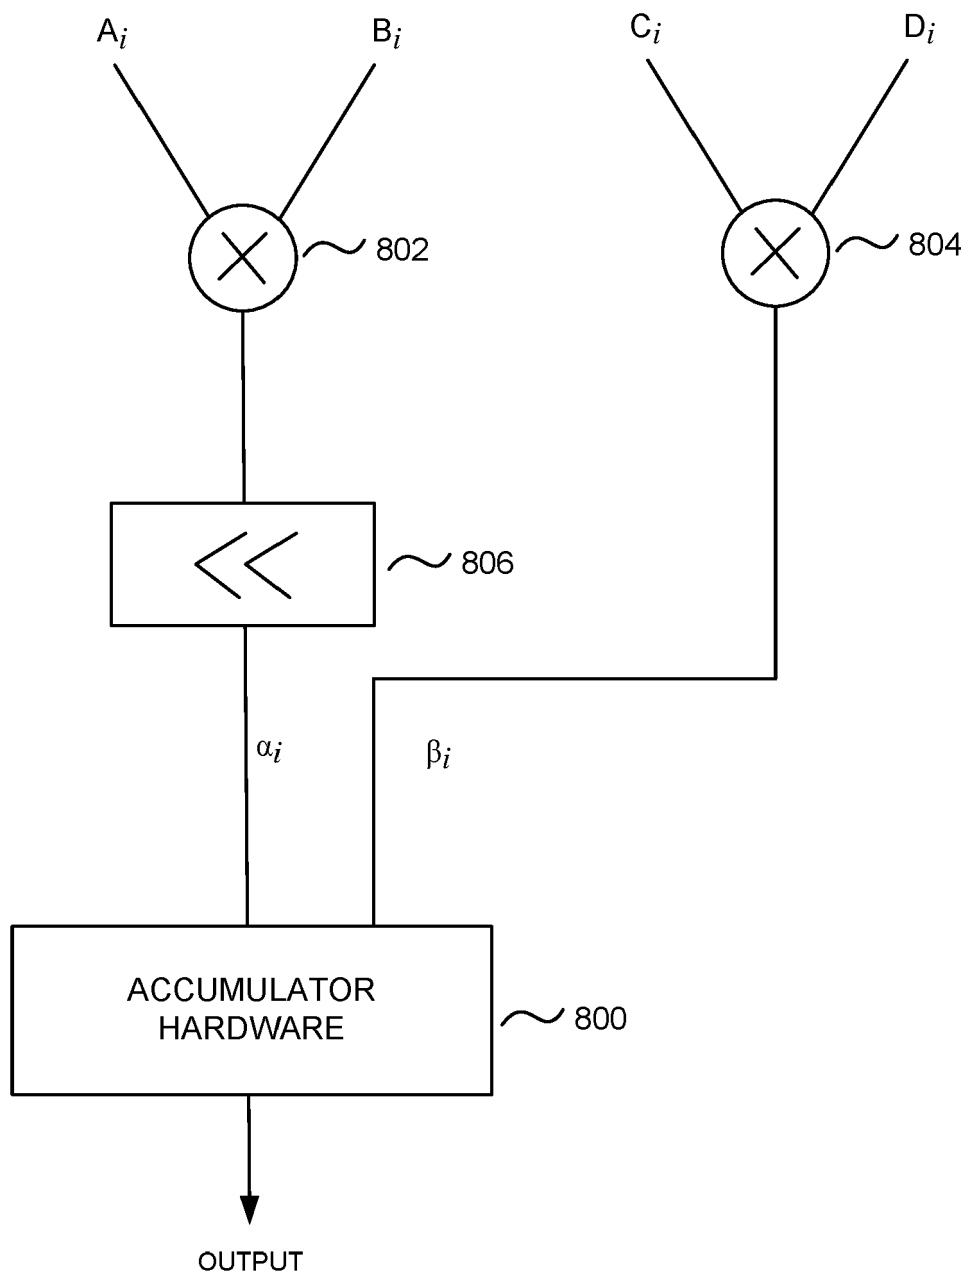 Ai Bi Ci Di
802 804
806
αi βi
ACCUMULATOR
HARDWARE
800
OUTPUT